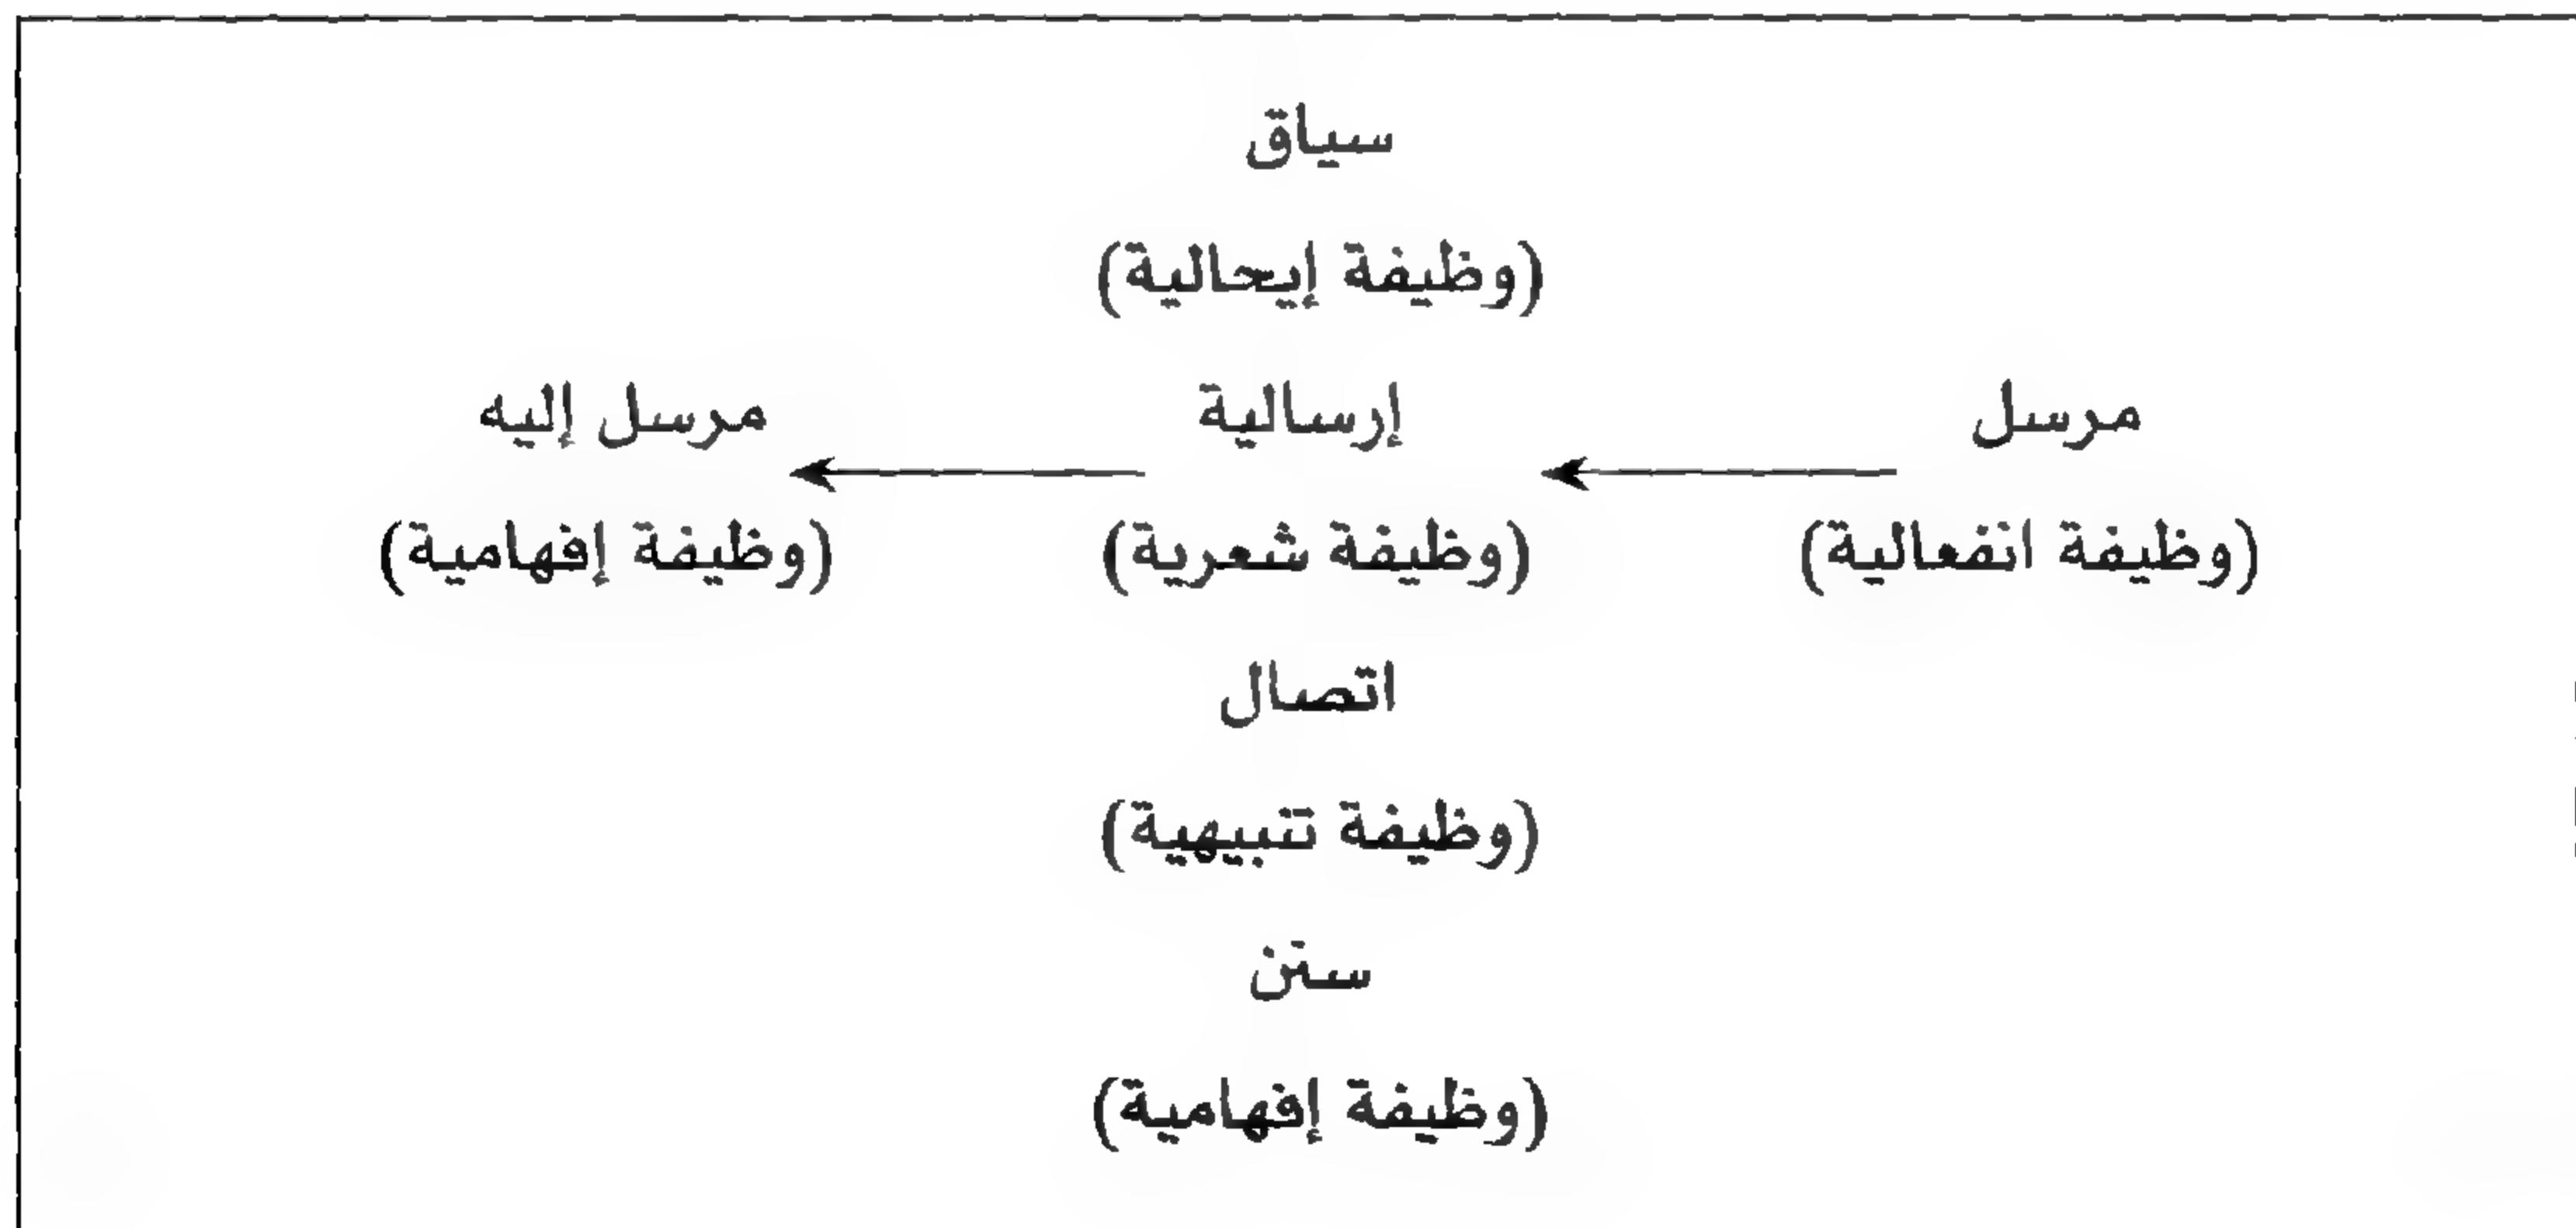 سياق
(وظيفة إيحالية)
مرسل إرسالية مرسل إليه
(وظيفة انفعالية) (وظيفة شعرية) (وظيفة إفهامية)
اتصال
(وظيفة تنبيهية)
سنن
(وظيفة إفهامية)